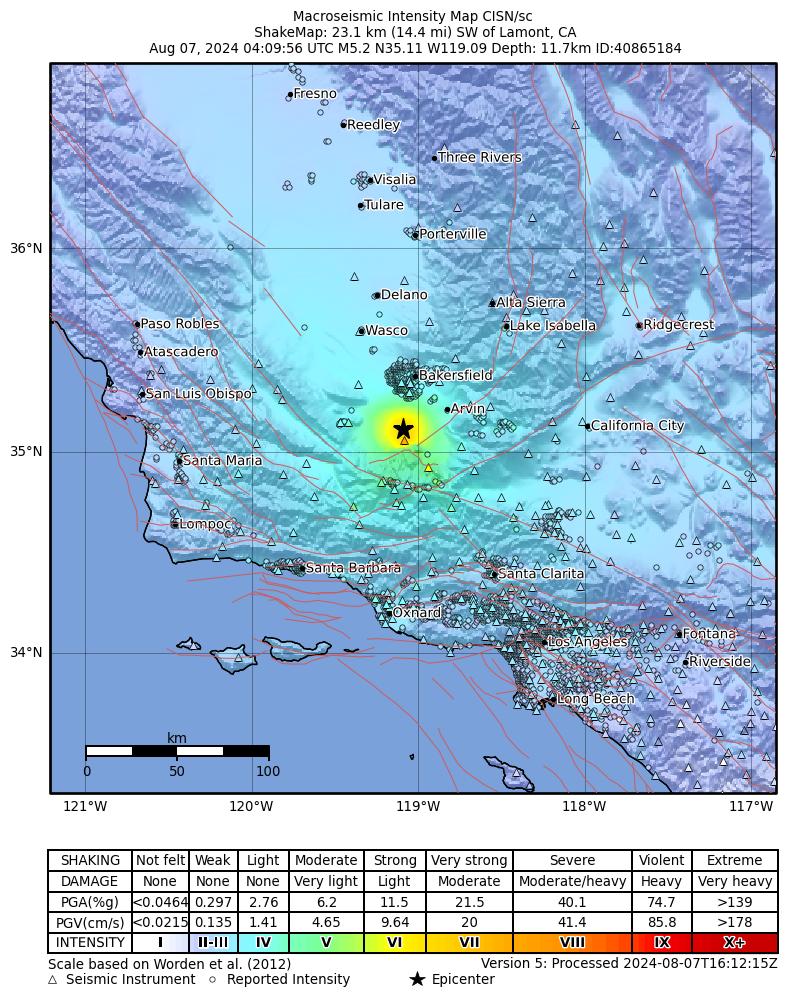 Macroseismic Intensity Map CISN/sc
ShakeMap: 23.1 km (14.4 mi) SW of Lamont, CA
Aug 07, 2024 04:09:56 UTC M5.2 N35.11 W119.09 Depth: 11.7km ID:40865184
Fresno
Reedley
Three Rivers
Visalia
Tulare
Porterville
36°N
Delano
Alta Sierra
Paso Robles
Wasco
Lake Isabella
Ridgecrest
Atascadero
Bakersfield
San Luis Obispo
Arvin
California City
35°N
Santa Maria
Lompoc
Santa Barbara
Santa Clarita
Oxnard
Los Angeles
Fontana
34°N
Riverside
Long Beach
km
0 50 100
121°W 120°W 119°W 118°W 117°W
SHAKING Not felt Weak Light Moderate Strong Very strong Severe Violent Extreme
DAMAGE None None None Very light Light Moderate Moderate/heavy Heavy Very heavy
PGA(%g) <0.0464 0.297 2.76 6.2 11.5 21.5 40.1 74.7 >139
PGV(cm/s) <0.0215 0.135 1.41 4.65 9.64 20 41.4 85.8 >178
INTENSITY I II-III IV V VI VII VIII IX X+
Scale based on Worden et al. (2012) Version 5: Processed 2024-08-07T16:12:15Z
△ Seismic Instrument ○ Reported Intensity ★ Epicenter